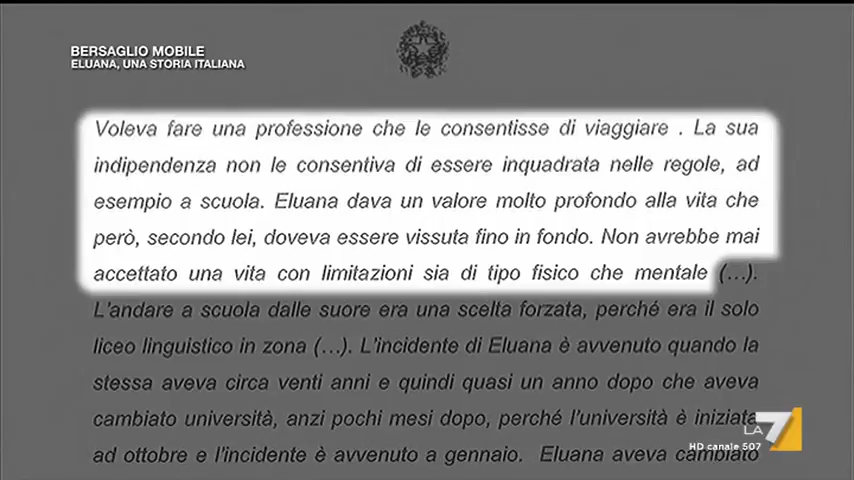 BERSAGLIO MOBILE
ELUANA, UNA STORIA ITALIANA
Voleva fare una professione che le consentisse di viaggiare . La sua
indipendenza non le consentiva di essere inquadrata nelle regole, ad
esempio a scuola. Eluana dava un valore molto profondo alla vita che
però, secondo lei, doveva essere vissuta fino in fondo. Non avrebbe mai
accettato una vita con limitazioni sia di tipo fisico che mentale (...).
L'andare a scuola dalle suore era una scelta forzata, perché era il solo
liceo linguistico in zona (...). L'incidente di Eluana è avvenuto quando la
stessa aveva circa venti anni e quindi quasi un anno dopo che aveva
cambiato università, anzi pochi mesi dopo, perché l'università è iniziata
ad ottobre e l'incidente è avvenuto a gennaio. Eluana aveva cambiato
LA7
HD canale 507